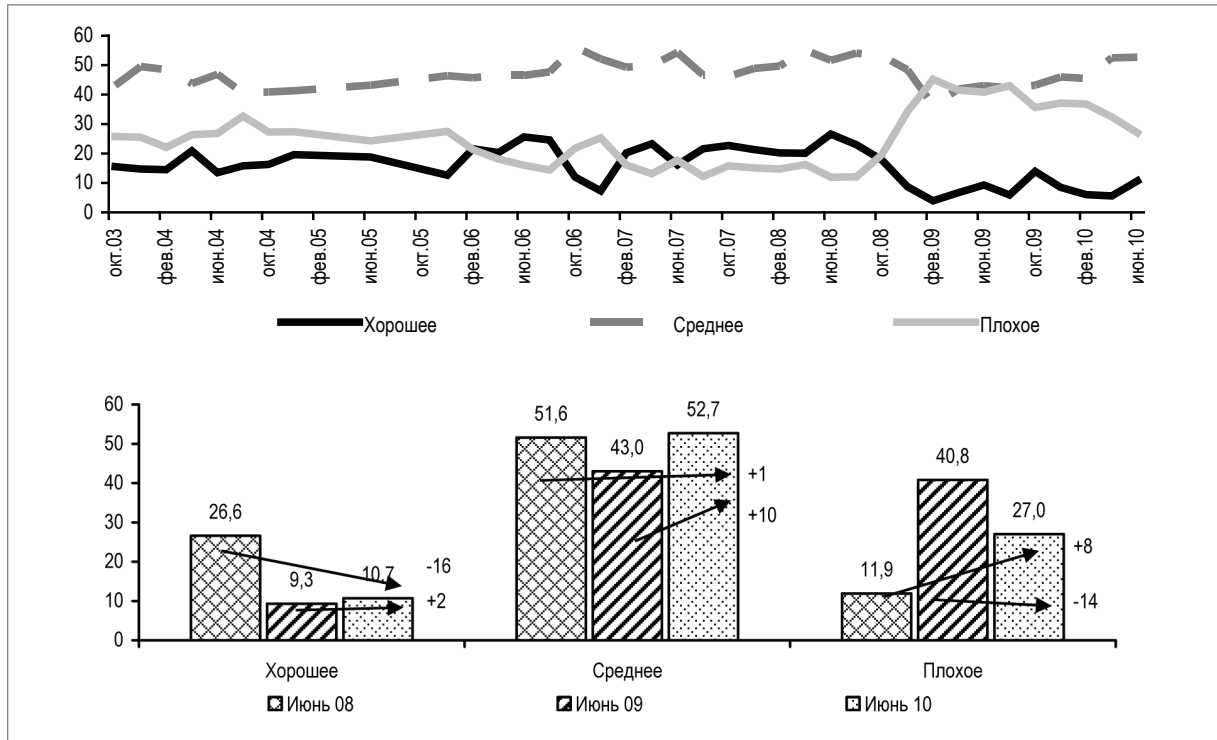 60
50
40
30
20
10
0
окт.03
фев.04
июн.04
окт.04
фев.05
июн.05
окт.05
фев.06
июн.06
окт.06
фев.07
июн.07
окт.07
фев.08
июн.08
окт.08
фев.09
июн.09
окт.09
фев.10
июн.10
Хорошее Среднее Плохое
60
50
40
30
20
10
0
26,6
9,3
10,7
-16
+2
51,6
43,0
52,7
+1
+10
11,9
40,8
27,0
+8
-14
Хорошее Среднее Плохое
Июнь 08 Июнь 09 Июнь 10